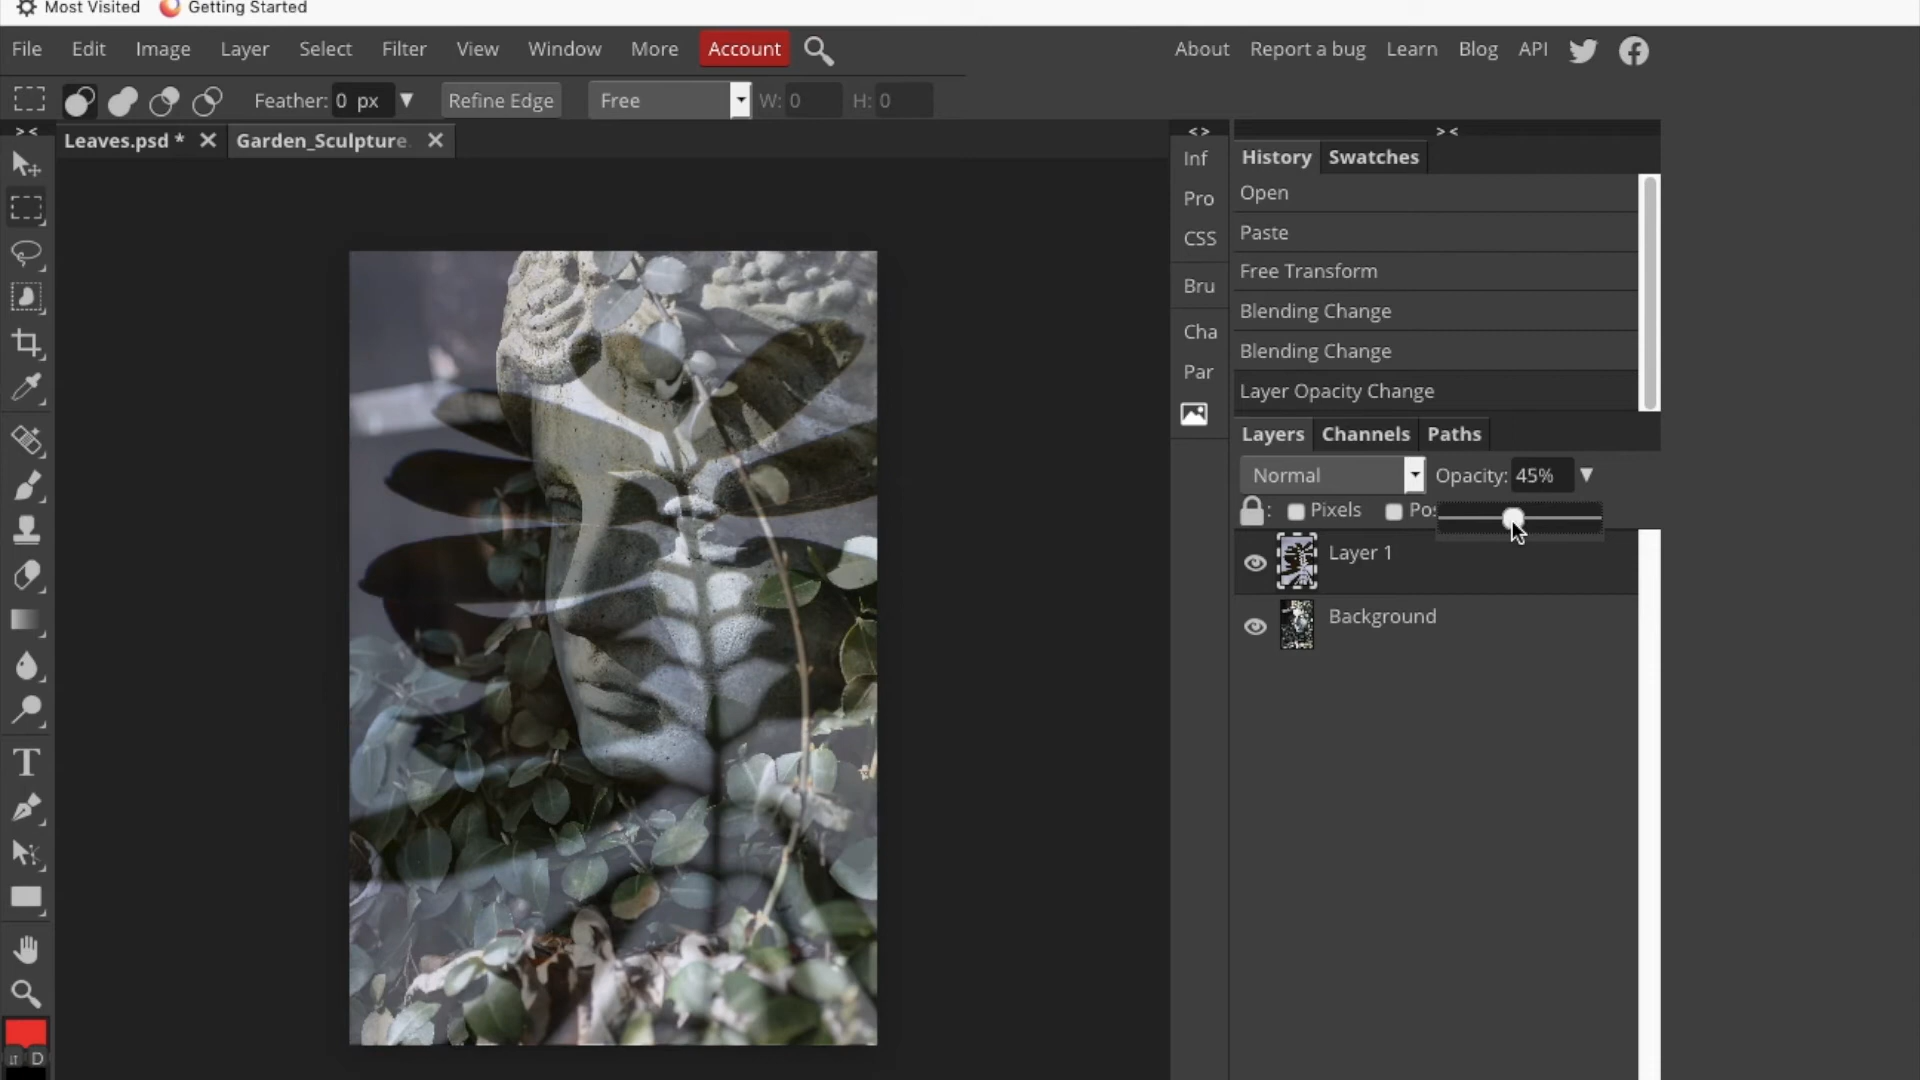 Most Visited Getting Started
File Edit Image Layer Select Filter View Window More Account About Report a bug Learn Blog API
Feather: 0 px Refine Edge Free W: 0 H: 0
> < Leaves.psd * Garden_Sculpture. < > > <
Inf History Swatches
Open
Pro
Paste
CSS
Free Transform
Bru
Blending Change
Cha
Blending Change
Par
Layer Opacity Change
Layers Channels Paths
Normal Opacity: 45%
: Pixels Pos
Layer 1
Background
T
D